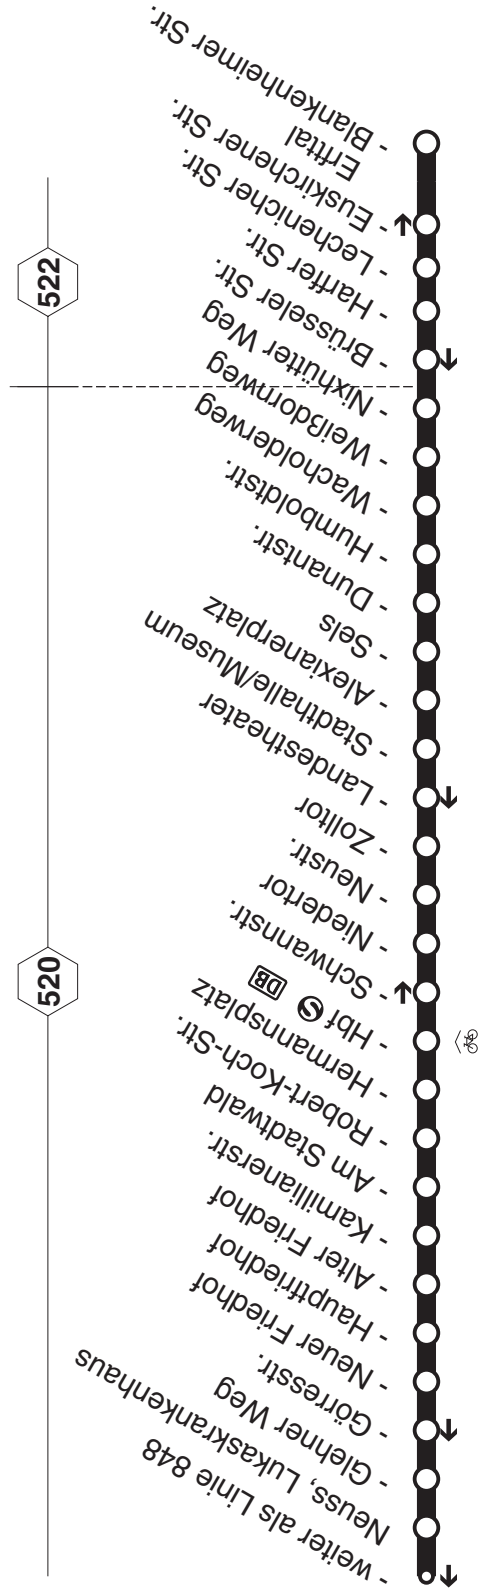 - weiter als Linie 848
Neuss, Lukaskrankenhaus
- Glehner Weg
- Görresstr.
- Neuer Friedhof
- Hauptfriedhof
- Alter Friedhof
- Kamillianerstr.
- Am Stadtwald
- Robert-Koch-Str.
- Hermannsplatz
- Hbf S DB
- Schwannstr.
- Niedertor
- Neustr.
- Zolltor
- Landestheater
- Stadthalle/Museum
- Alexianerplatz
- Sels
- Dunantstr.
- Humboldtstr.
- Wacholderweg
- Weißdornweg
- Nixhütter Weg
- Brüsseler Str.
- Harffer Str.
- Lechenicher Str.
- Euskirchener Str.
Erfttal
- Blankenheimer Str.
520
522